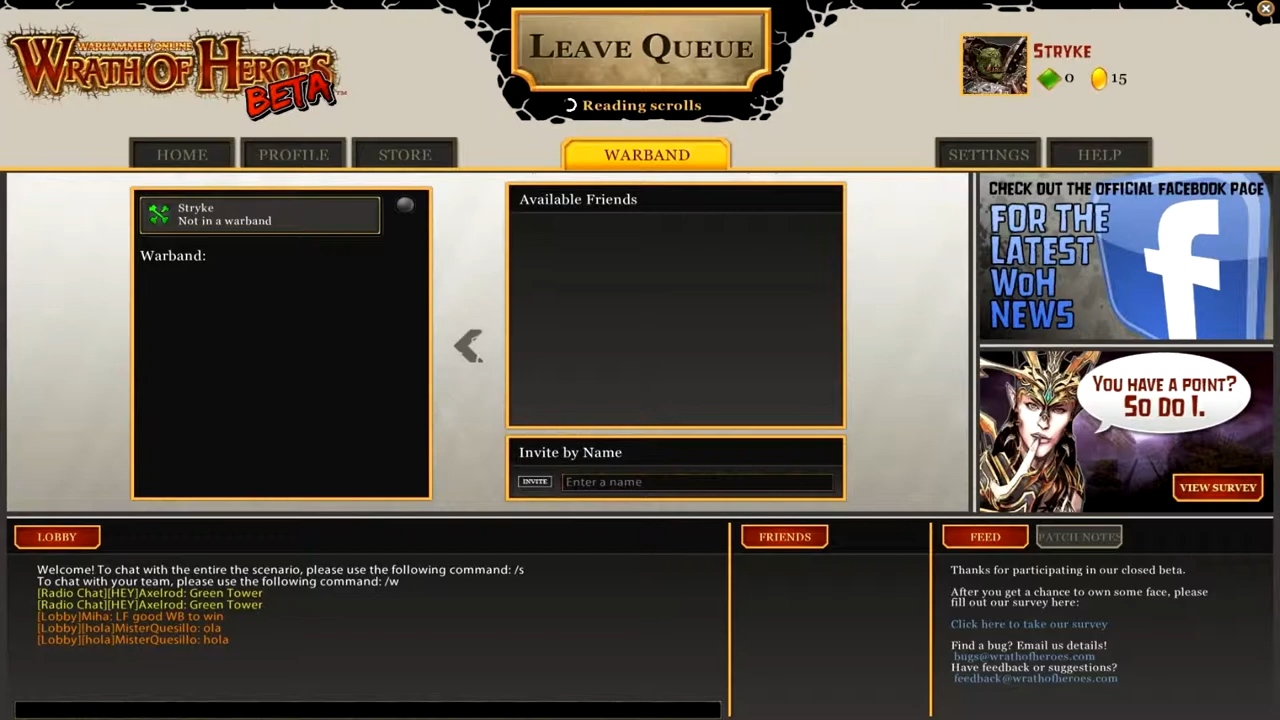 WARHAMMER ONLINE
WRATH OF HEROES
BETA
LEAVE QUEUE
Reading scrolls
STRYKE
0 15
HOME PROFILE STORE WARBAND SETTINGS HELP
Stryke
Not in a warband
Warband:
Available Friends
Invite by Name
INVITE Enter a name
CHECK OUT THE OFFICIAL FACEBOOK PAGE
FOR THE
LATEST
WoH
NEWS
f
YOU HAVE A POINT?
SO DO I.
VIEW SURVEY
LOBBY
Welcome! To chat with the entire the scenario, please use the following command: /s
To chat with your team, please use the following command: /w
[Radio Chat][HEY]Axelrod: Green Tower
[Radio Chat][HEY]Axelrod: Green Tower
[Lobby]Miha: LF good WB to win
[Lobby][hola]MisterQuesillo: ola
[Lobby][hola]MisterQuesillo: hola
FRIENDS
FEED PATCH NOTES
Thanks for participating in our closed beta.
After you get a chance to own some face, please
fill out our survey here:
Click here to take our survey
Find a bug? Email us details!
bugs@wrathofheroes.com
Have feedback or suggestions?
feedback@wrathofheroes.com